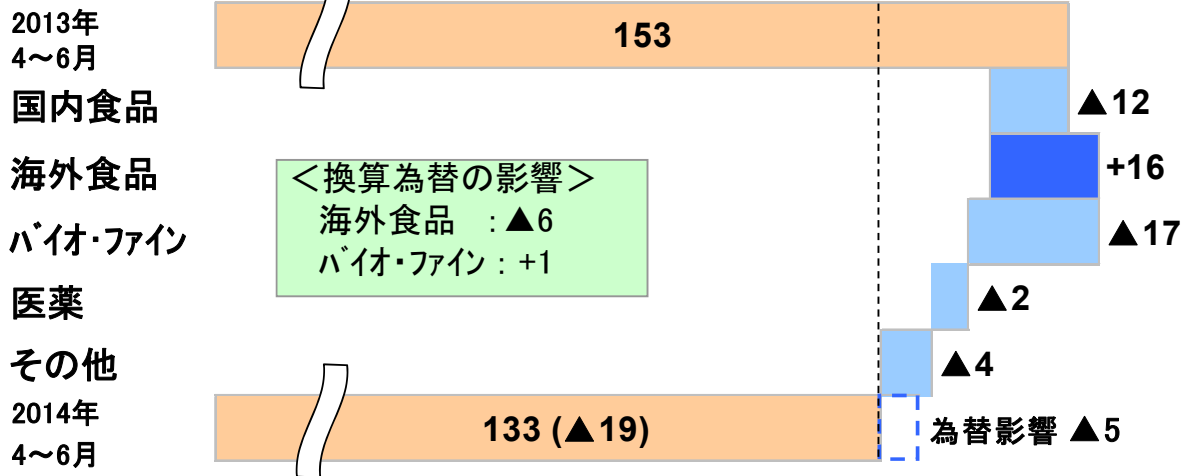 2013年
4～6月
153
国内食品
▲12
海外食品
+16
＜換算為替の影響＞
海外食品 : ▲6
ﾊﾞｲｵ･ﾌｧｲﾝ : +1
ﾊﾞｲｵ･ﾌｧｲﾝ
▲17
医薬
▲2
その他
▲4
2014年
4～6月
133 (▲19)
為替影響 ▲5